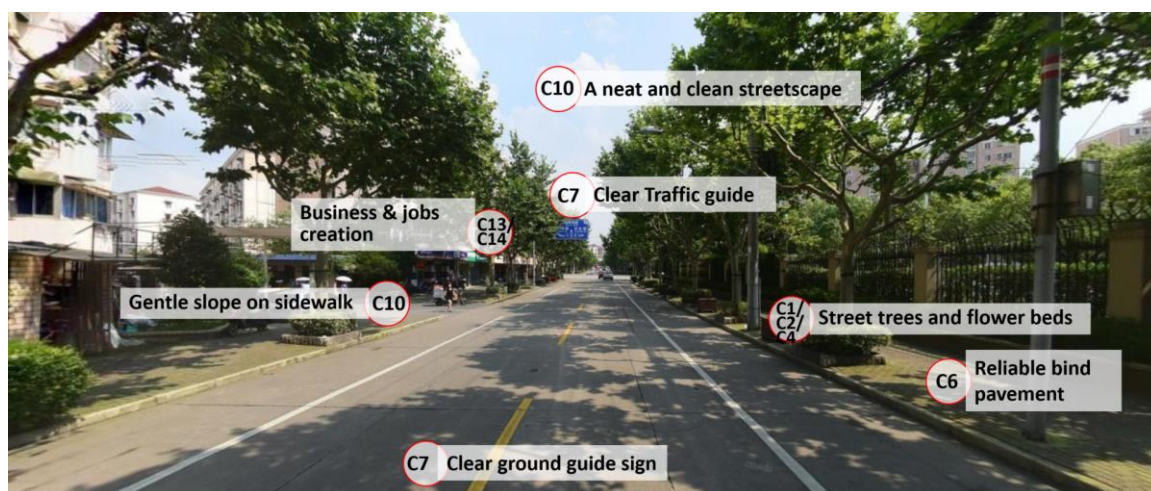 C10 A neat and clean streetscape
C7 Clear Traffic guide
Business & jobs
creation
C13/
C14
Gentle slope on sidewalk C10
C1/
C2/
C4
Street trees and flower beds
C6
Reliable bind
pavement
C7 Clear ground guide sign